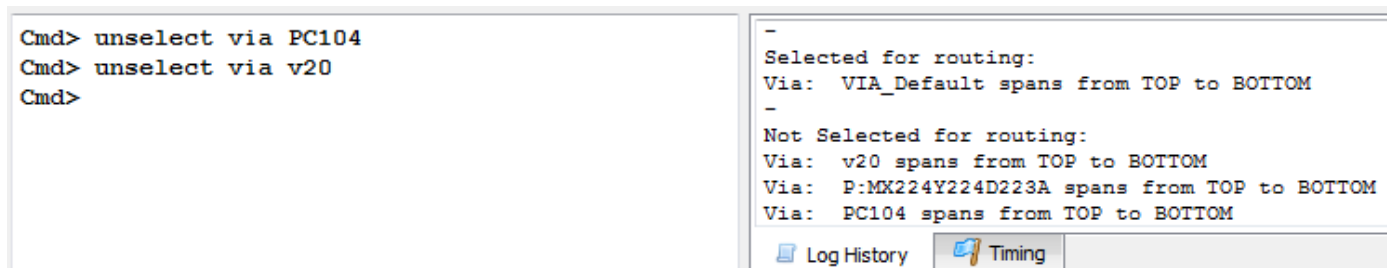 Cmd> unselect via PC104
Cmd> unselect via v20
Cmd>
-
Selected for routing:
Via:  VIA_Default spans from TOP to BOTTOM
-
Not Selected for routing:
Via:  v20 spans from TOP to BOTTOM
Via:  P:MX224Y224D223A spans from TOP to BOTTOM
Via:  PC104 spans from TOP to BOTTOM
Log History
Timing